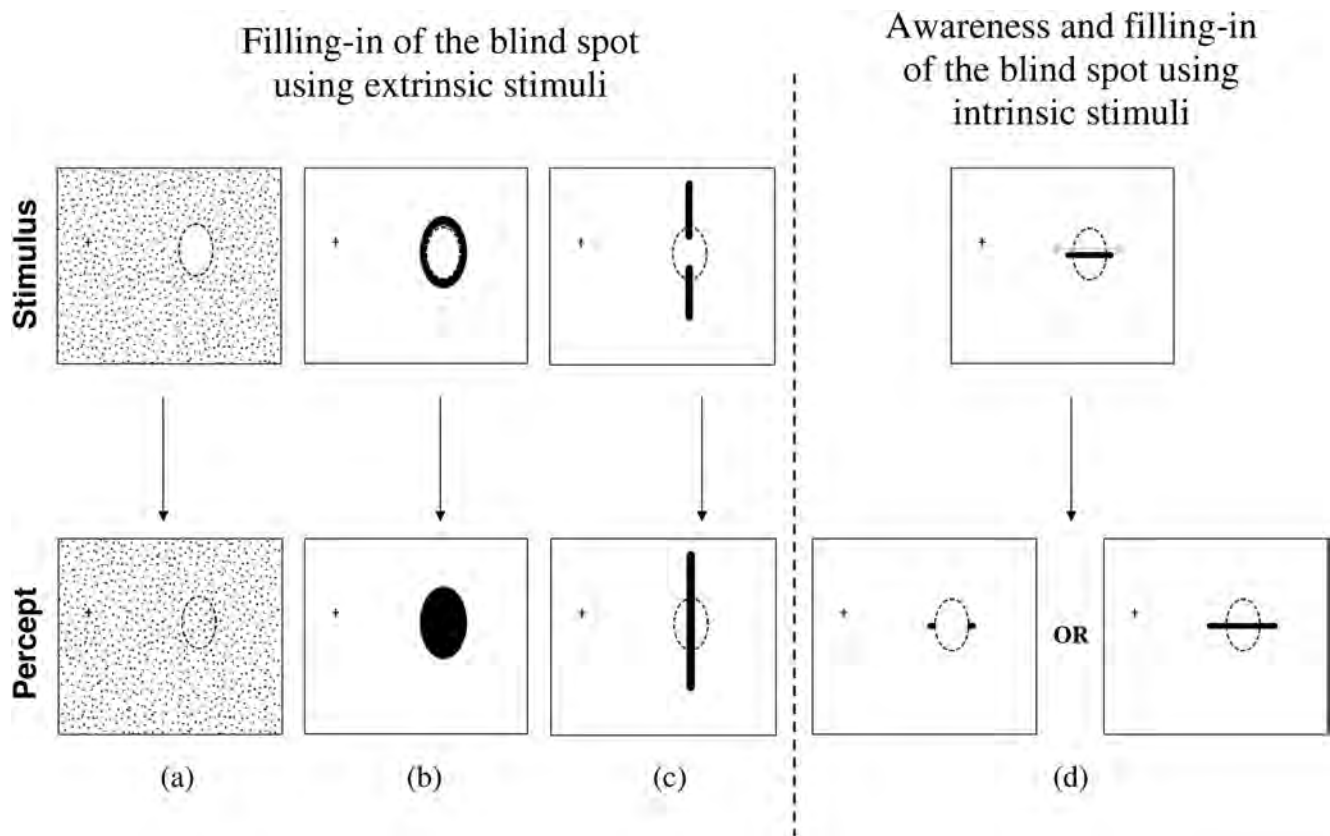 Filling-in of the blind spot
using extrinsic stimuli
Awareness and filling-in
of the blind spot using
intrinsic stimuli
Stimulus
Percept
OR
(a)
(b)
(c)
(d)